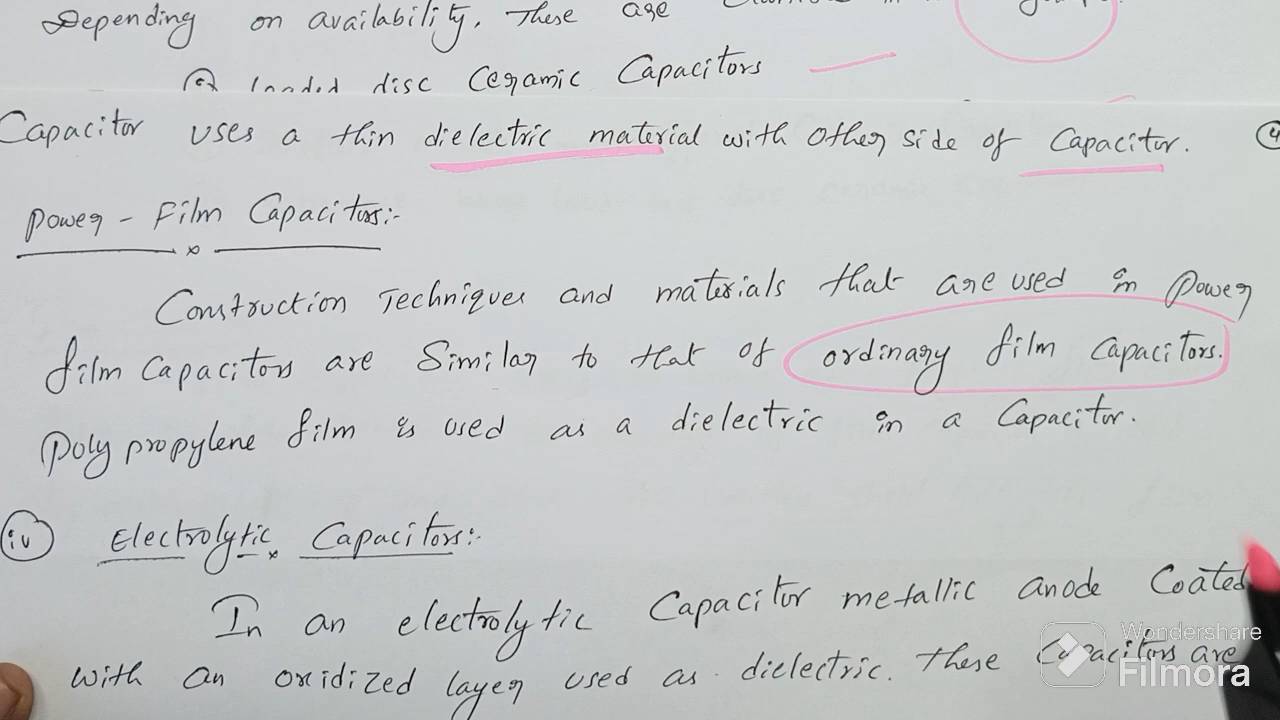 Depending on availability. These are
(c) leaded disc Ceramic Capacitors
Capacitor uses a thin dielectric material with other side of Capacitor.
Power - Film Capacitors:-
Construction Techniques and materials that are used in Power
film Capacitors are Similar to that of ordinary film Capacitors.
Poly propylene film is used as a dielectric in a Capacitor.
(iv) Electrolytic Capacitors:-
In an electrolytic Capacitor metallic anode Coated
with an oxidized layer used as dielectric. These Capacitors are
Wondershare
Filmora